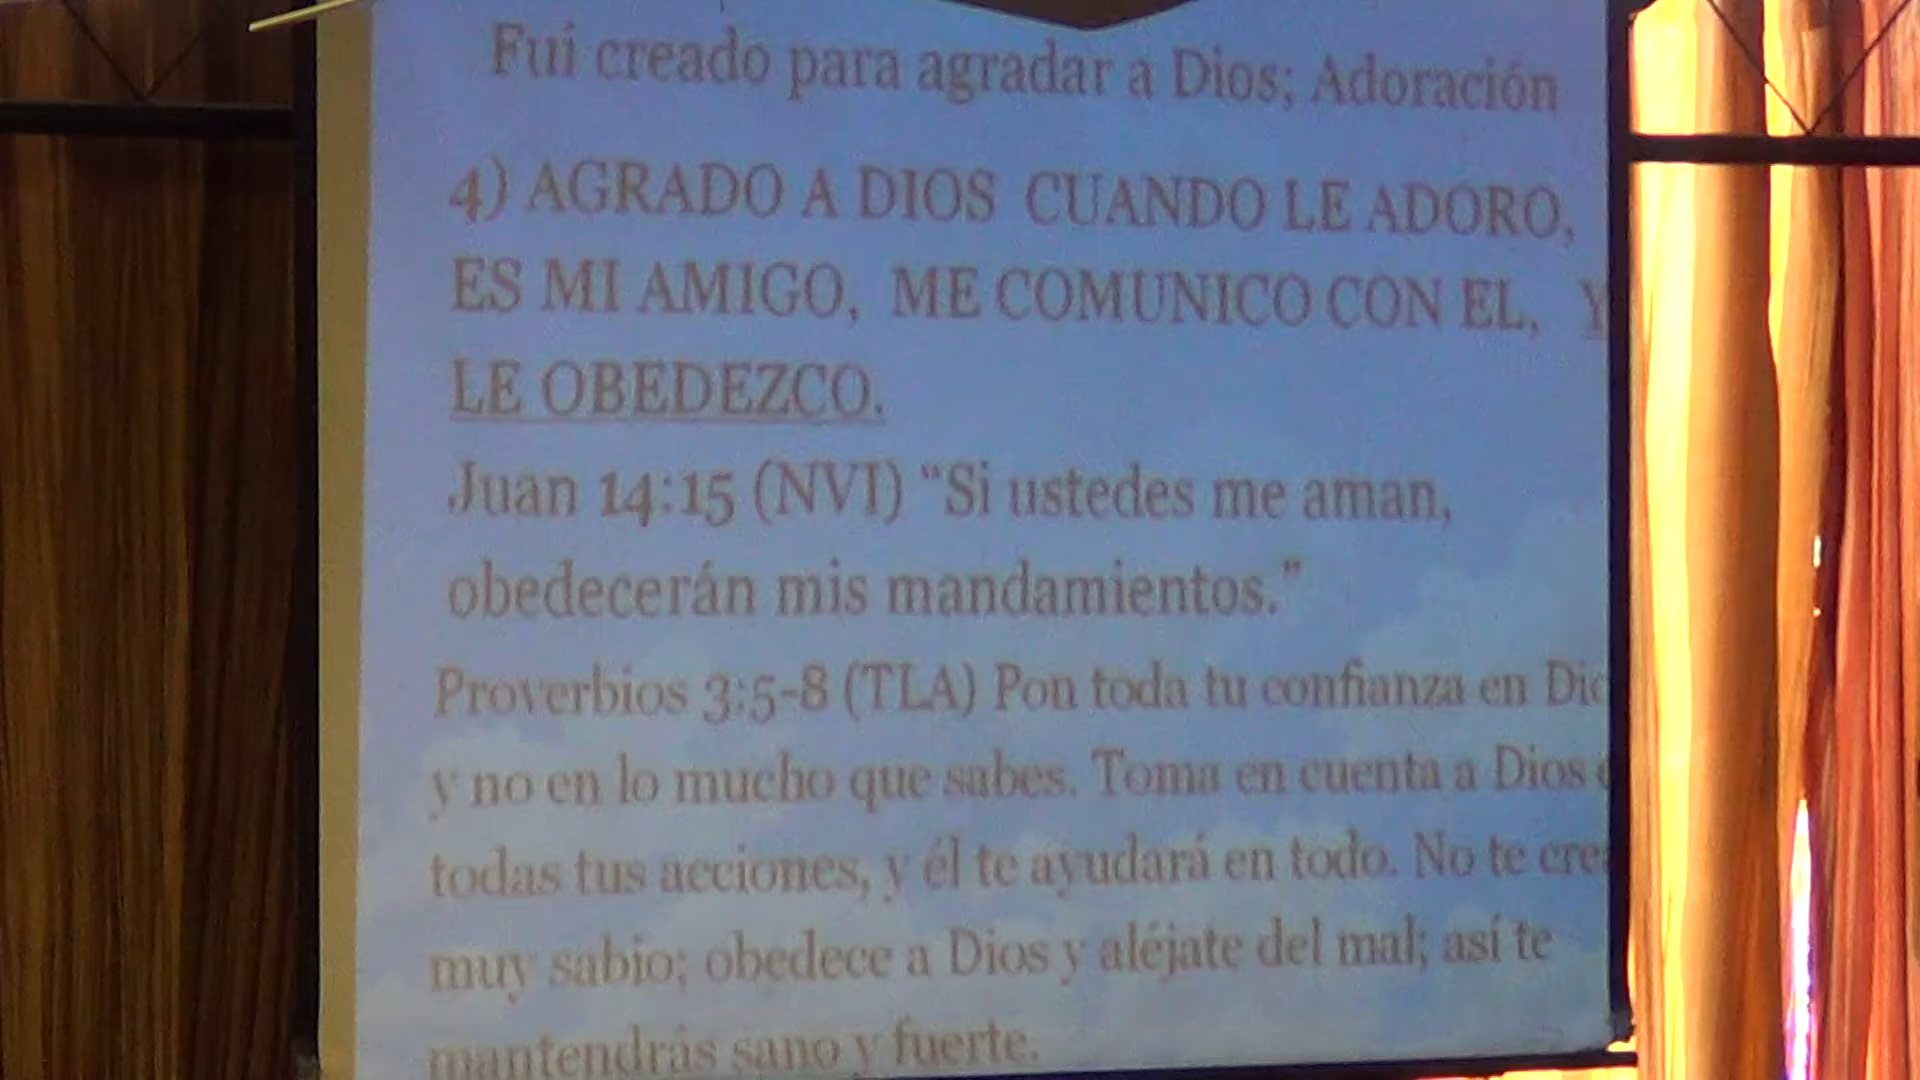 Fui creado para agradar a Dios; Adoración
4) AGRADO A DIOS CUANDO LE ADORO,
ES MI AMIGO, ME COMUNICO CON EL, Y
LE OBEDEZCO.
Juan 14:15 (NVI) “Si ustedes me aman,
obedecerán mis mandamientos.”
Proverbios 3:5-8 (TLA) Pon toda tu confianza en
y no en lo mucho que sabes. Toma en cuenta a Dios
todas tus acciones, y él te ayudará en todo. No te
muy sabio; obedece a Dios y aléjate del mal; así te
mantendrás sano y fuerte.